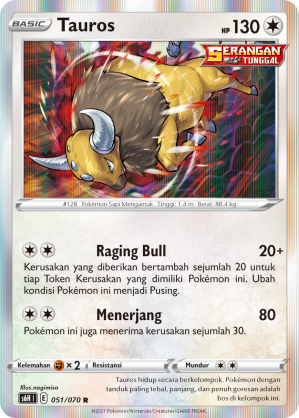 BASIC Tauros HP 130
SERANGAN
TUNGGAL
#128 Pokémon Sapi Mengamuk Tinggi: 1.4 m Berat: 88.4 kg
Raging Bull 20+
Kerusakan yang diberikan bertambah sejumlah 20 untuk
tiap Token Kerusakan yang dimiliki Pokémon ini. Ubah
kondisi Pokémon ini menjadi Pusing.
Menerjang 80
Pokémon ini juga menerima kerusakan sejumlah 30.
Kelemahan ×2 Resistansi Mundur
Illus.nagimiso
S6H I E 051/070 R
Tauros hidup secara berkelompok. Pokémon dengan
tanduk paling tebal, panjang, dan penuh goresan adalah
bos di kelompok ini.
©2021 Pokémon/Nintendo/Creatures/GAME FREAK.